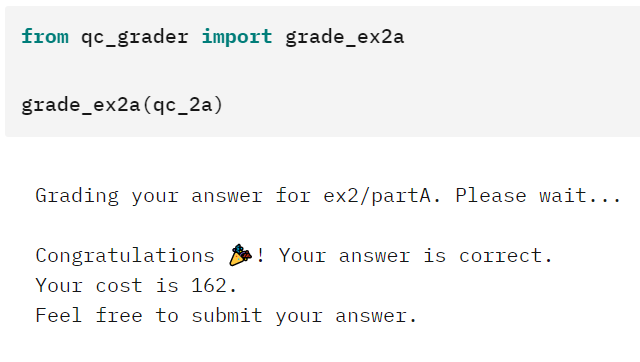 from qc_grader import grade_ex2a
grade_ex2a(qc_2a)
Grading your answer for ex2/partA. Please wait...
Congratulations 🎉! Your answer is correct.
Your cost is 162.
Feel free to submit your answer.